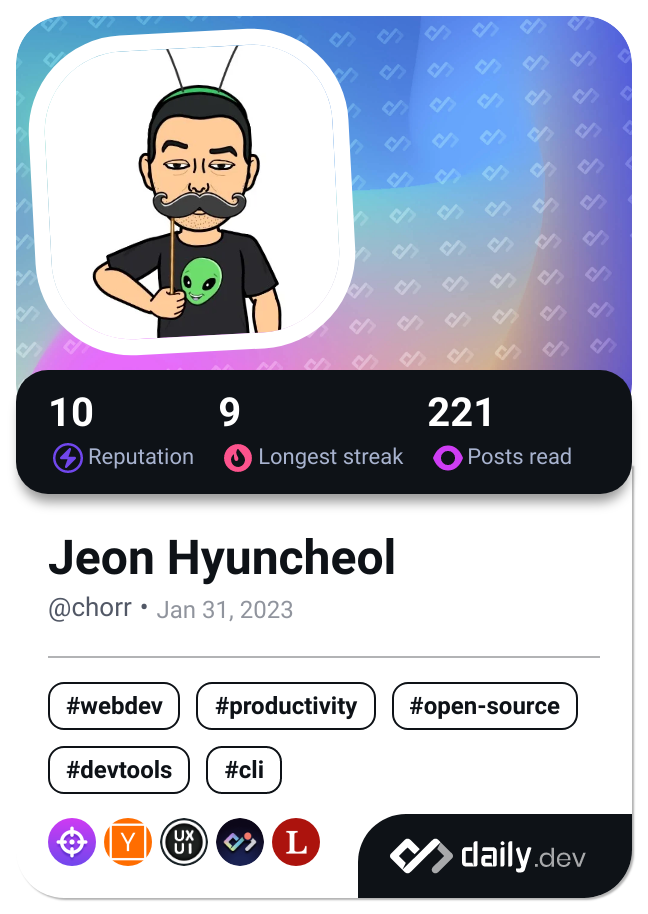 10 9 221
Reputation Longest streak Posts read
Jeon Hyuncheol
@chorr • Jan 31, 2023
#webdev #productivity #open-source
#devtools #cli
Y UX UI L
daily.dev